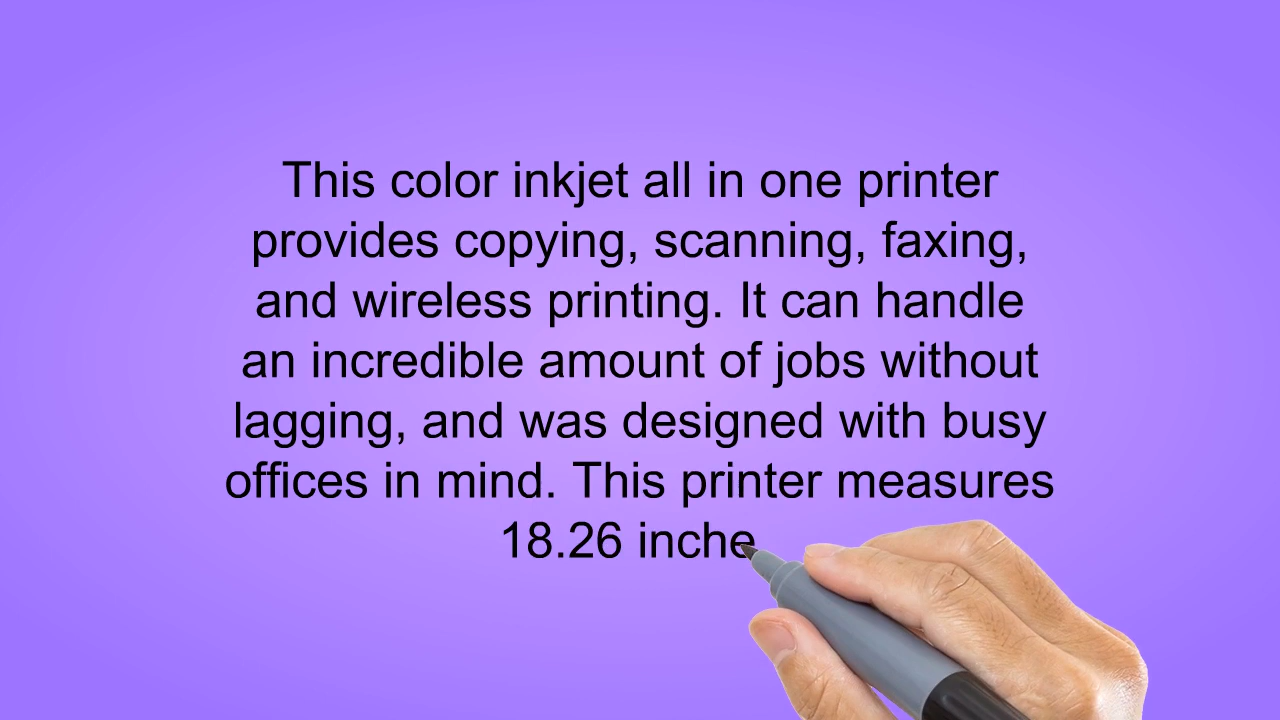 This color inkjet all in one printer
provides copying, scanning, faxing,
and wireless printing. It can handle
an incredible amount of jobs without
lagging, and was designed with busy
offices in mind. This printer measures
18.26 inche